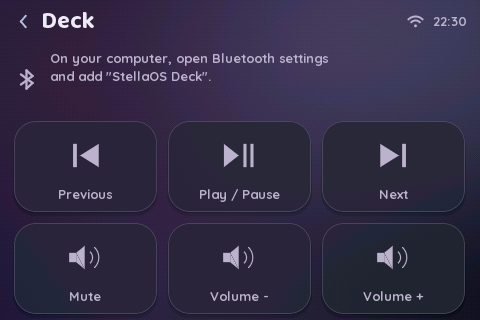 Deck
22:30
On your computer, open Bluetooth settings
and add "StellaOS Deck".
Previous
Play / Pause
Next
Mute
Volume -
Volume +